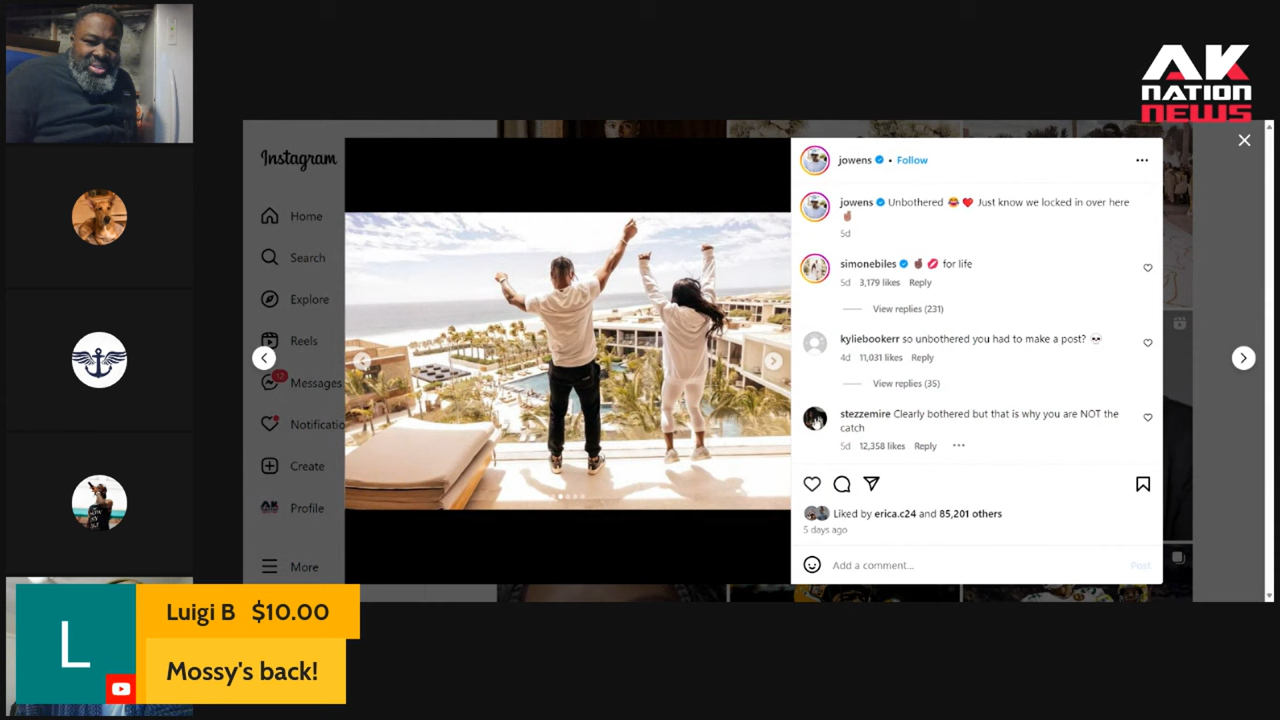 AK
NATION
NEWS
Instagram
Home
Search
Explore
Reels
17
Messages
Notificatio
Create
Profile
More
jowens • Follow
jowens Unbothered 😂 ❤️ Just know we locked in over here
🤞🏾
5d
simonebiles 🤞🏾 💋 for life
5d 3,179 likes Reply
View replies (231)
kyliebookerr so unbothered you had to make a post? 💀
4d 11,031 likes Reply
View replies (35)
stezzemire Clearly bothered but that is why you are NOT the
catch
5d 12,358 likes Reply
Liked by erica.c24 and 85,201 others
5 days ago
Add a comment...
Post
L
Luigi B $10.00
Mossy's back!